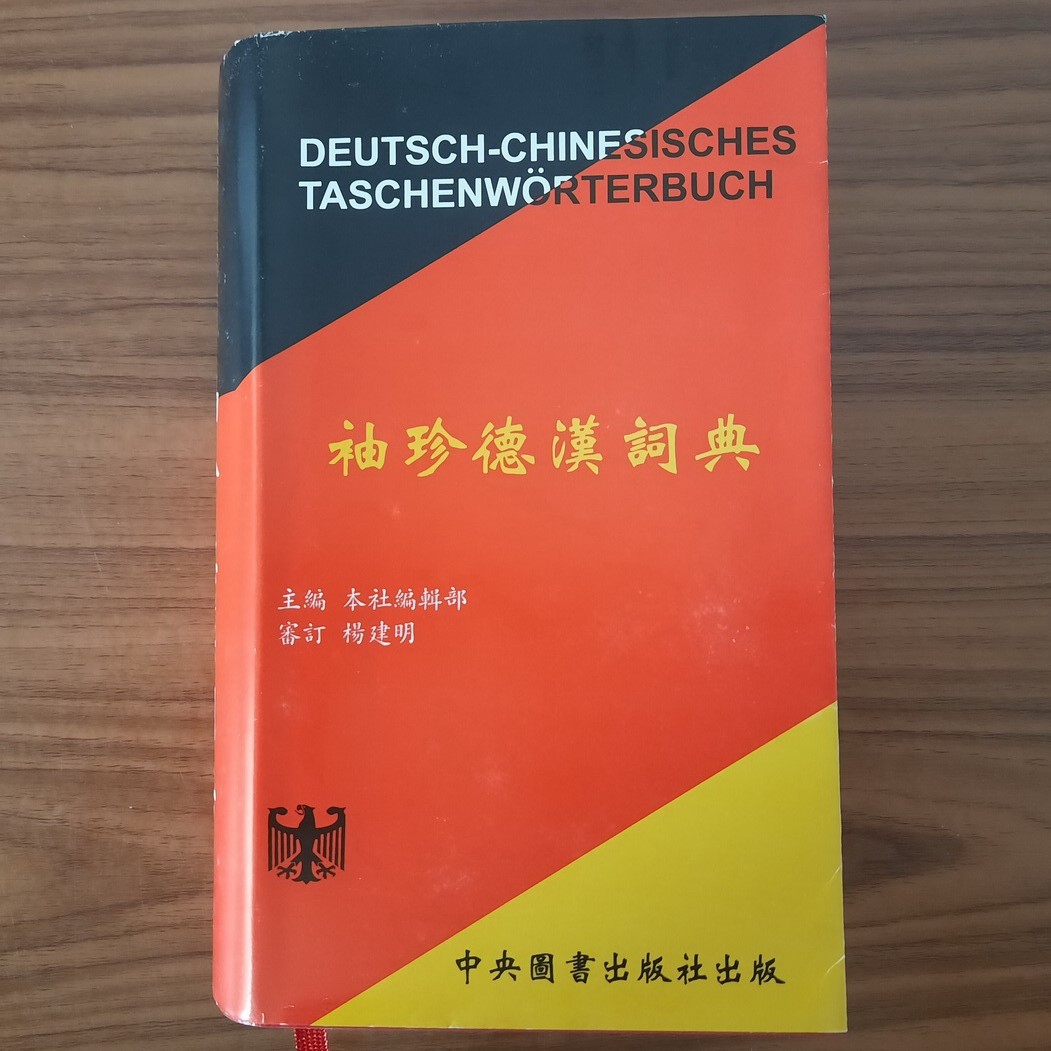 DEUTSCH-CHINESISCHES
TASCHENWÖRTERBUCH
袖珍德漢詞典
主編 本社編輯部
審訂 楊建明
中央圖書出版社出版